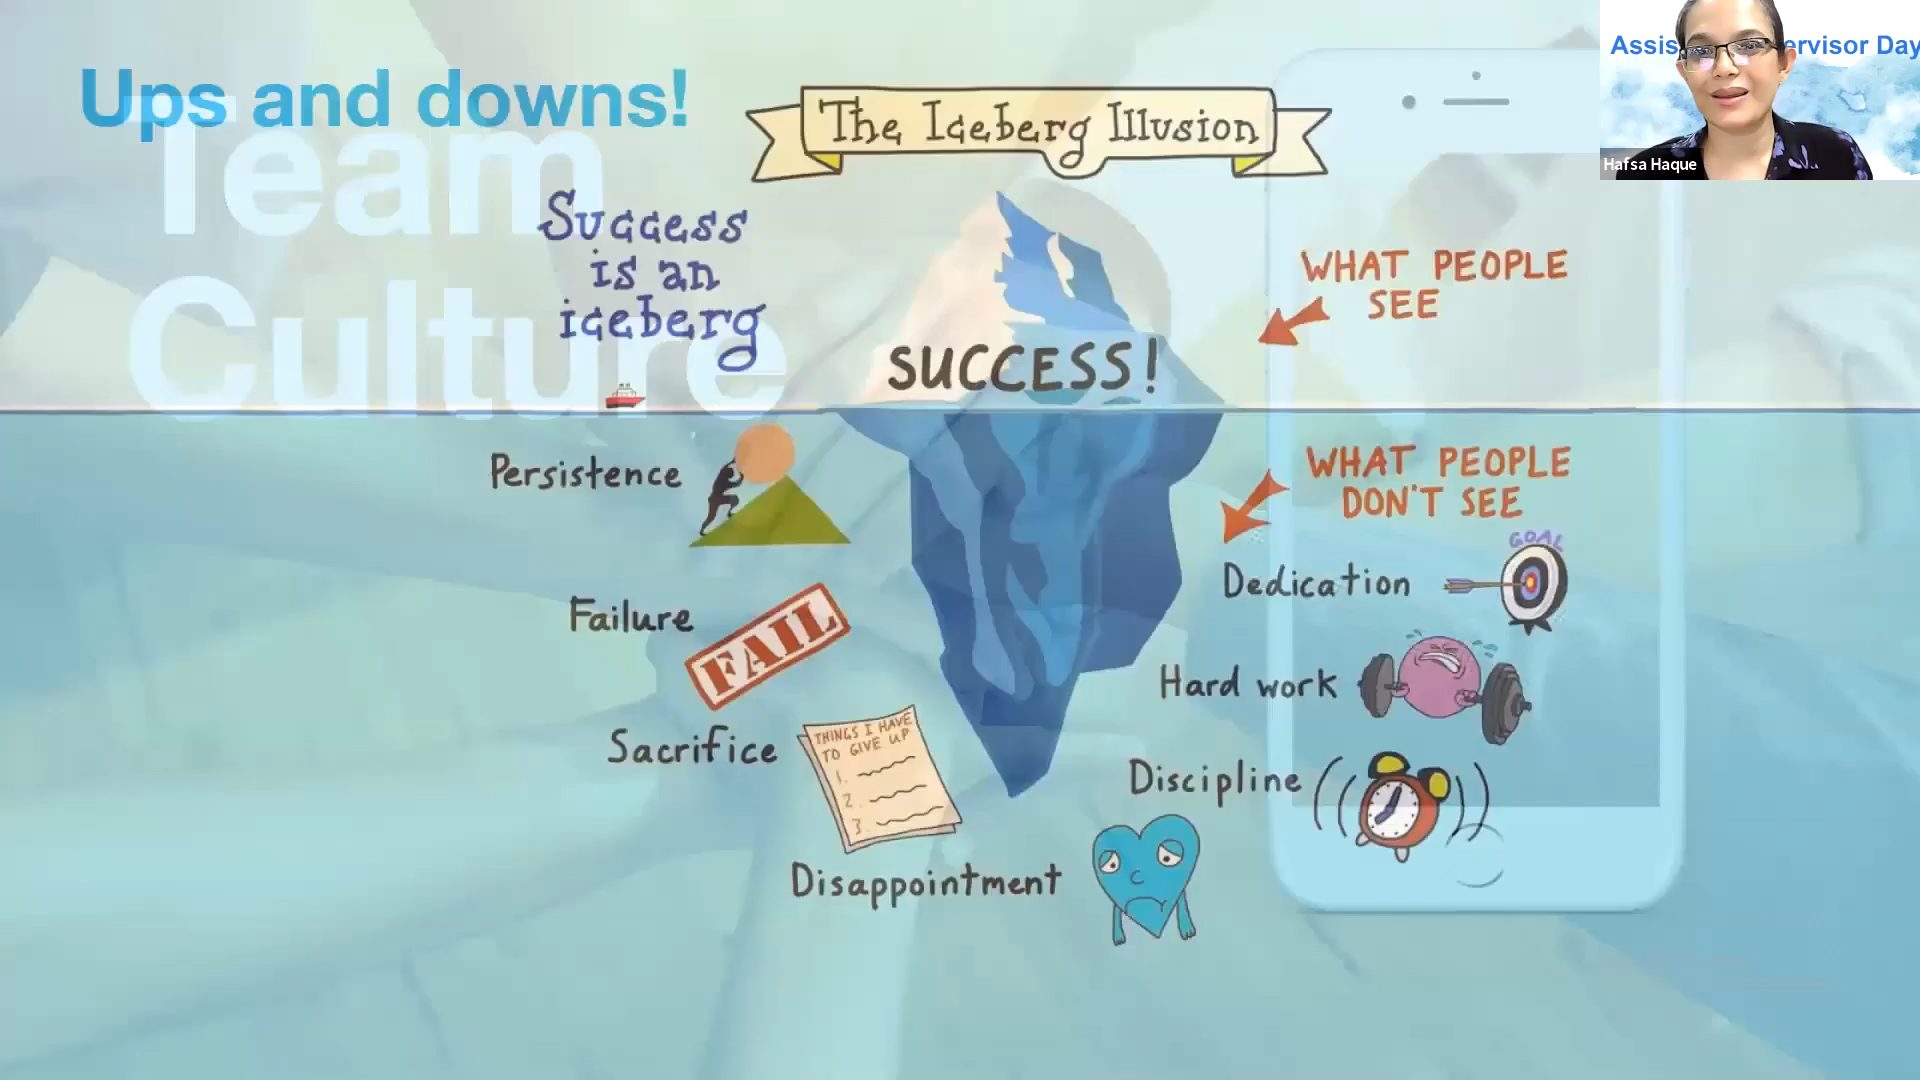 Ups and downs!
Team
Culture
The Iceberg Illusion
Success
is an
iceberg
SUCCESS!
WHAT PEOPLE
SEE
WHAT PEOPLE
DON'T SEE
Persistence
Failure
FAIL
Sacrifice
THINGS I HAVE
TO GIVE UP
1.
2.
3.
Disappointment
GOAL
Dedication
Hard work
Discipline
Day
Hafsa Haque